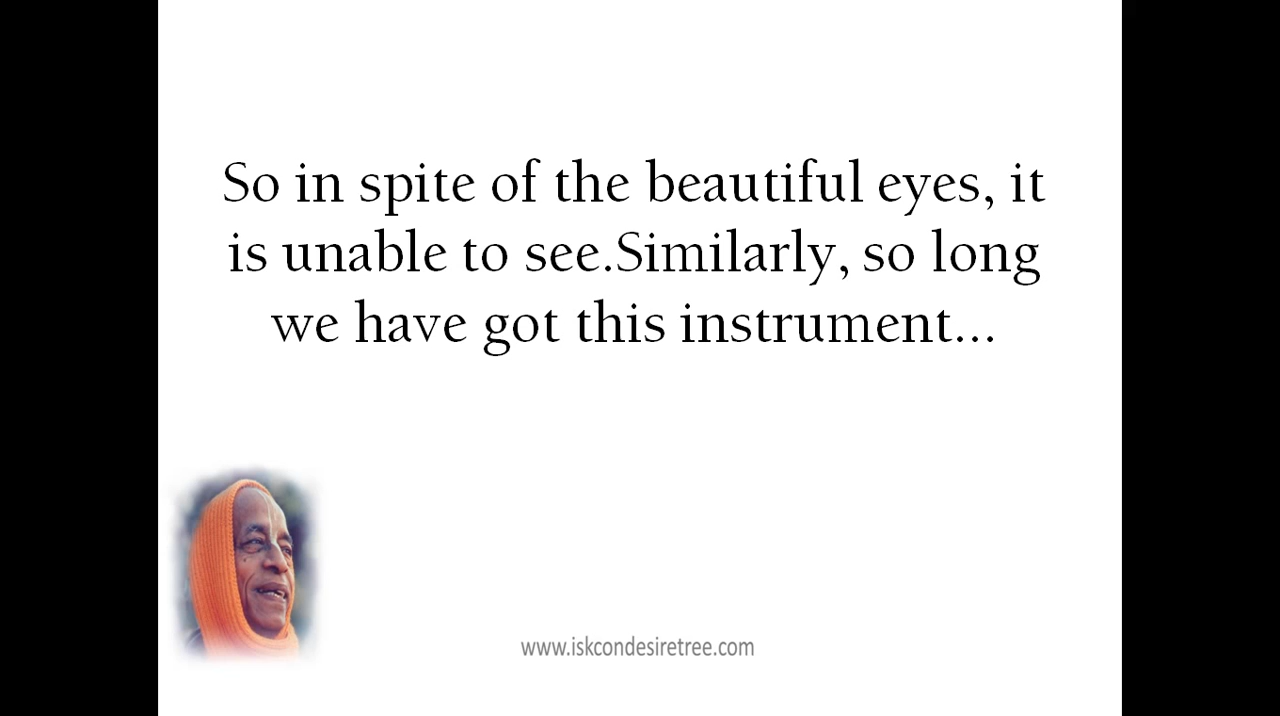 So in spite of the beautiful eyes, it
is unable to see.Similarly, so long
we have got this instrument...
www.iskcondesiretree.com